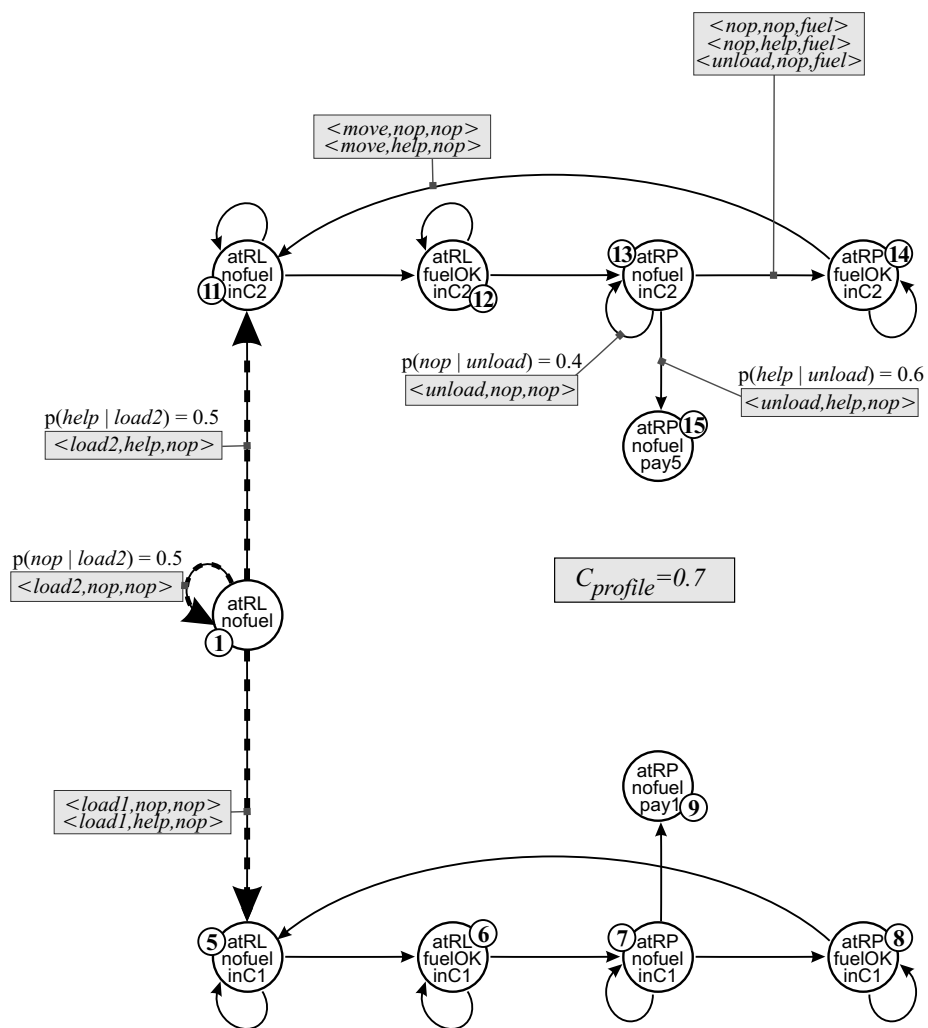 <nop,nop,fuel>
<nop,help,fuel>
<unload,nop,fuel>
<move,nop,nop>
<move,help,nop>
atRL
nofuel
inC2
11
atRL
fuelOK
inC2
12
13
atRP
nofuel
inC2
atRP
fuelOK
inC2
14
p(nop | unload) = 0.4
<unload,nop,nop>
p(help | unload) = 0.6
<unload,help,nop>
p(help | load2) = 0.5
<load2,help,nop>
atRP
nofuel
pay5
15
p(nop | load2) = 0.5
<load2,nop,nop>
atRL
nofuel
1
Cprofile=0.7
<load1,nop,nop>
<load1,help,nop>
atRP
nofuel
pay1
9
5
atRL
nofuel
inC1
6
atRL
fuelOK
inC1
7
atRP
nofuel
inC1
8
atRP
fuelOK
inC1